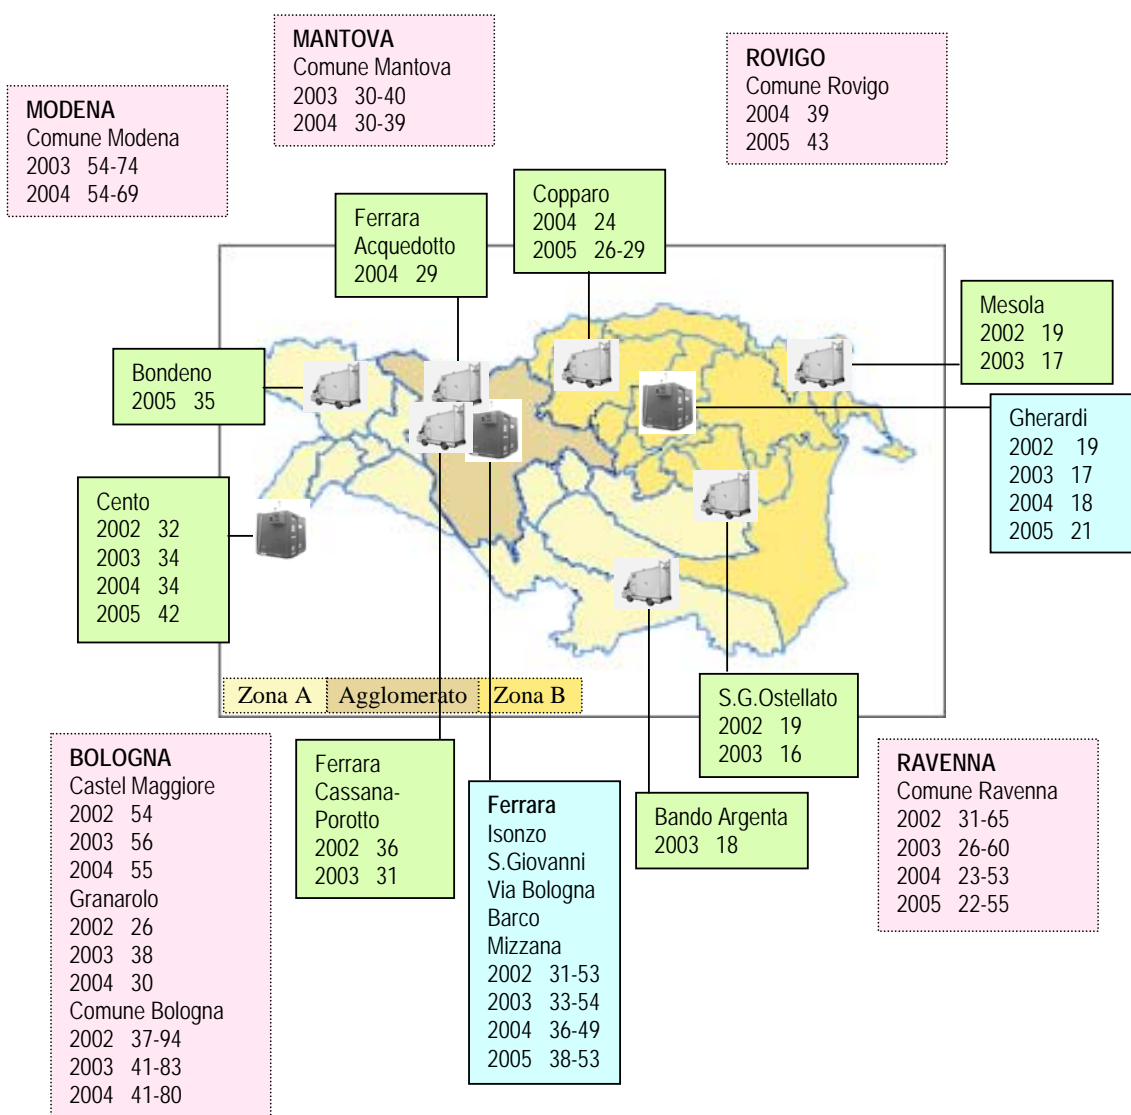 MANTOVA
Comune Mantova
2003 30-40
2004 30-39
ROVIGO
Comune Rovigo
2004 39
2005 43
MODENA
Comune Modena
2003 54-74
2004 54-69
Ferrara
Acquedotto
2004 29
Copparo
2004 24
2005 26-29
Mesola
2002 19
2003 17
Bondeno
2005 35
Gherardi
2002 19
2003 17
2004 18
2005 21
Cento
2002 32
2003 34
2004 34
2005 42
Zona A Agglomerato Zona B
S.G.Ostellato
2002 19
2003 16
BOLOGNA
Castel Maggiore
2002 54
2003 56
2004 55
Granarolo
2002 26
2003 38
2004 30
Comune Bologna
2002 37-94
2003 41-83
2004 41-80
Ferrara
Cassana-
Porotto
2002 36
2003 31
Ferrara
Isonzo
S.Giovanni
Via Bologna
Barco
Mizzana
2002 31-53
2003 33-54
2004 36-49
2005 38-53
Bando Argenta
2003 18
RAVENNA
Comune Ravenna
2002 31-65
2003 26-60
2004 23-53
2005 22-55